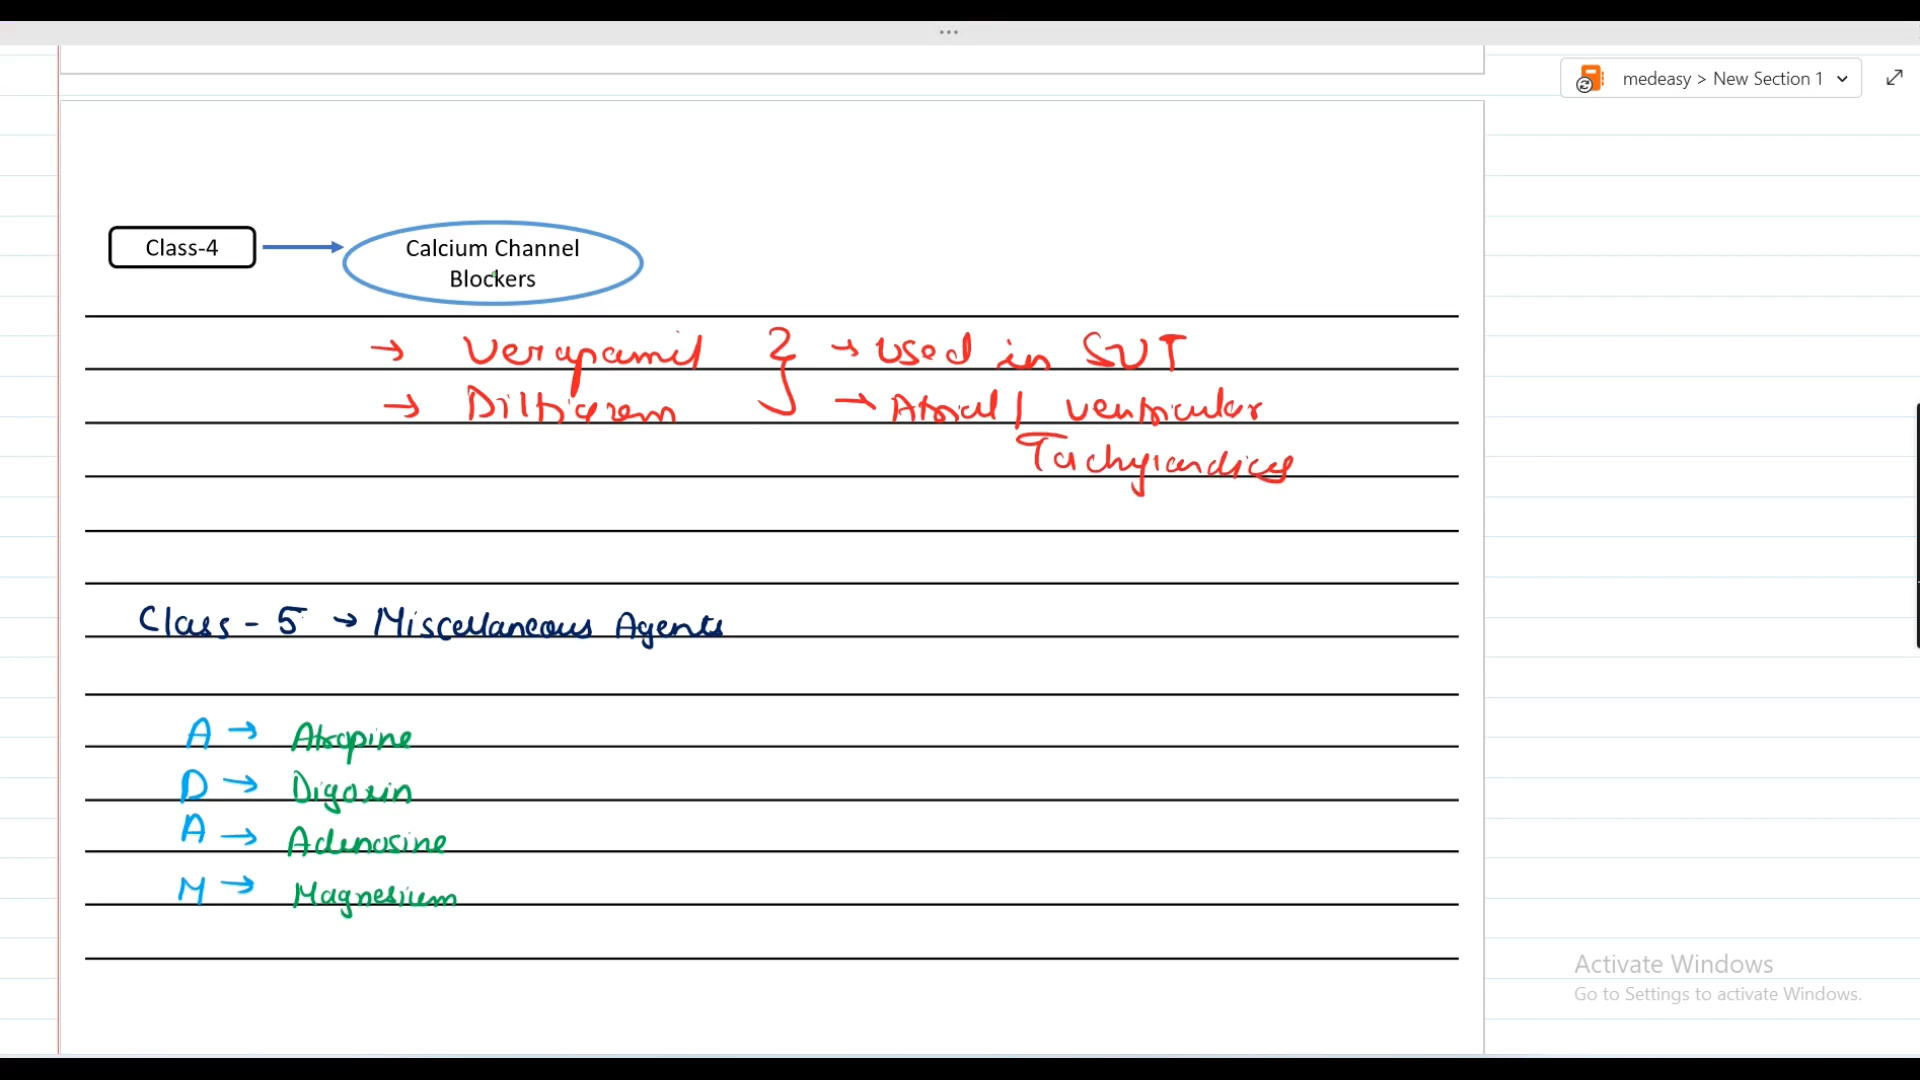 ...
medeasy > New Section 1
Class-4
Calcium Channel
Blockers
→ Verapamil } → Used in SVT
→ Diltiazem → Atrial / ventricular
Tachycardias
Class - 5 → Miscellaneous Agents
A → Atropine
D → Digoxin
A → Adenosine
M → Magnesium
Activate Windows
Go to Settings to activate Windows.